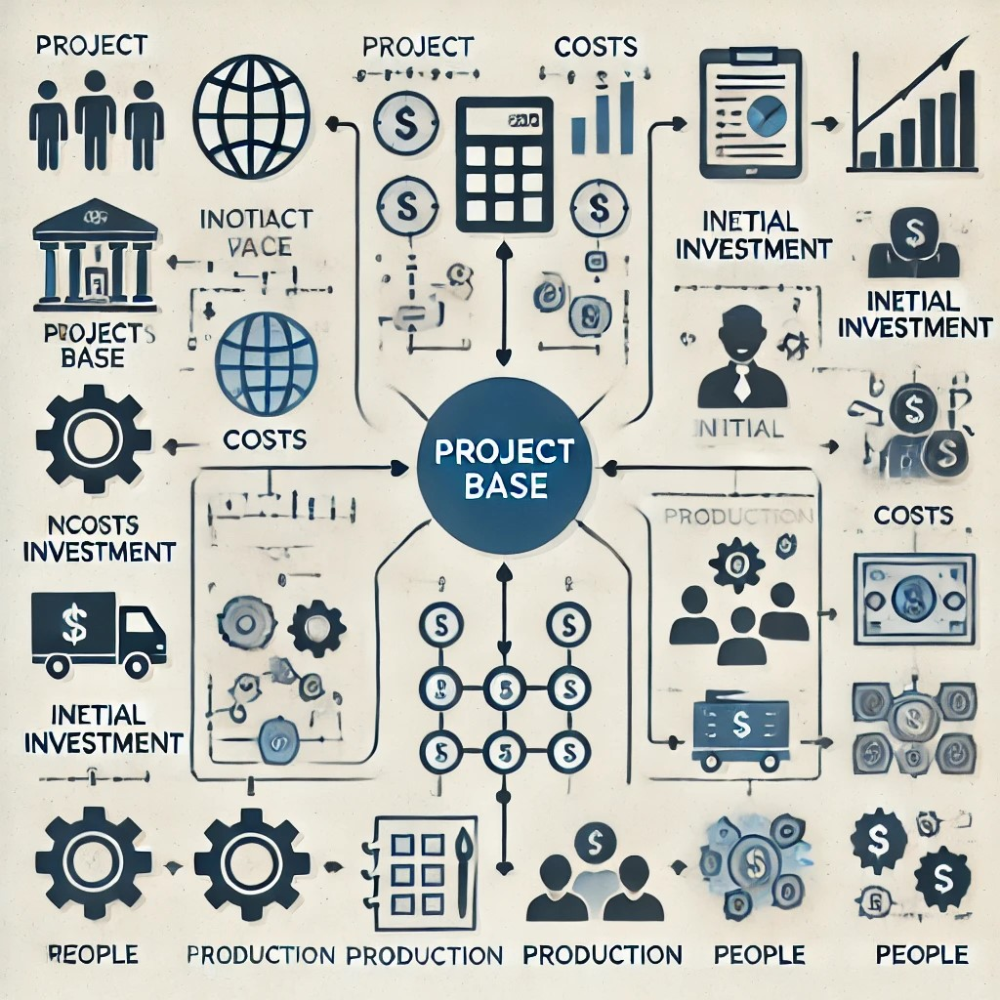 PROJECT
PROJECT
COSTS
INOTIACT
VACE
INETIAL
INVESTMENT
INETIAL
INVESTMENT
PROJECTS
BASE
COSTS
INITIAL
PROJECT
BASE
NCOSTS
INVESTMENT
PRODUCTION
COSTS
INETIAL
INVESTMENT
PEOPLE
PRODUCTION
PRODUCTION
PRODUCTION
PEOPLE
PEOPLE